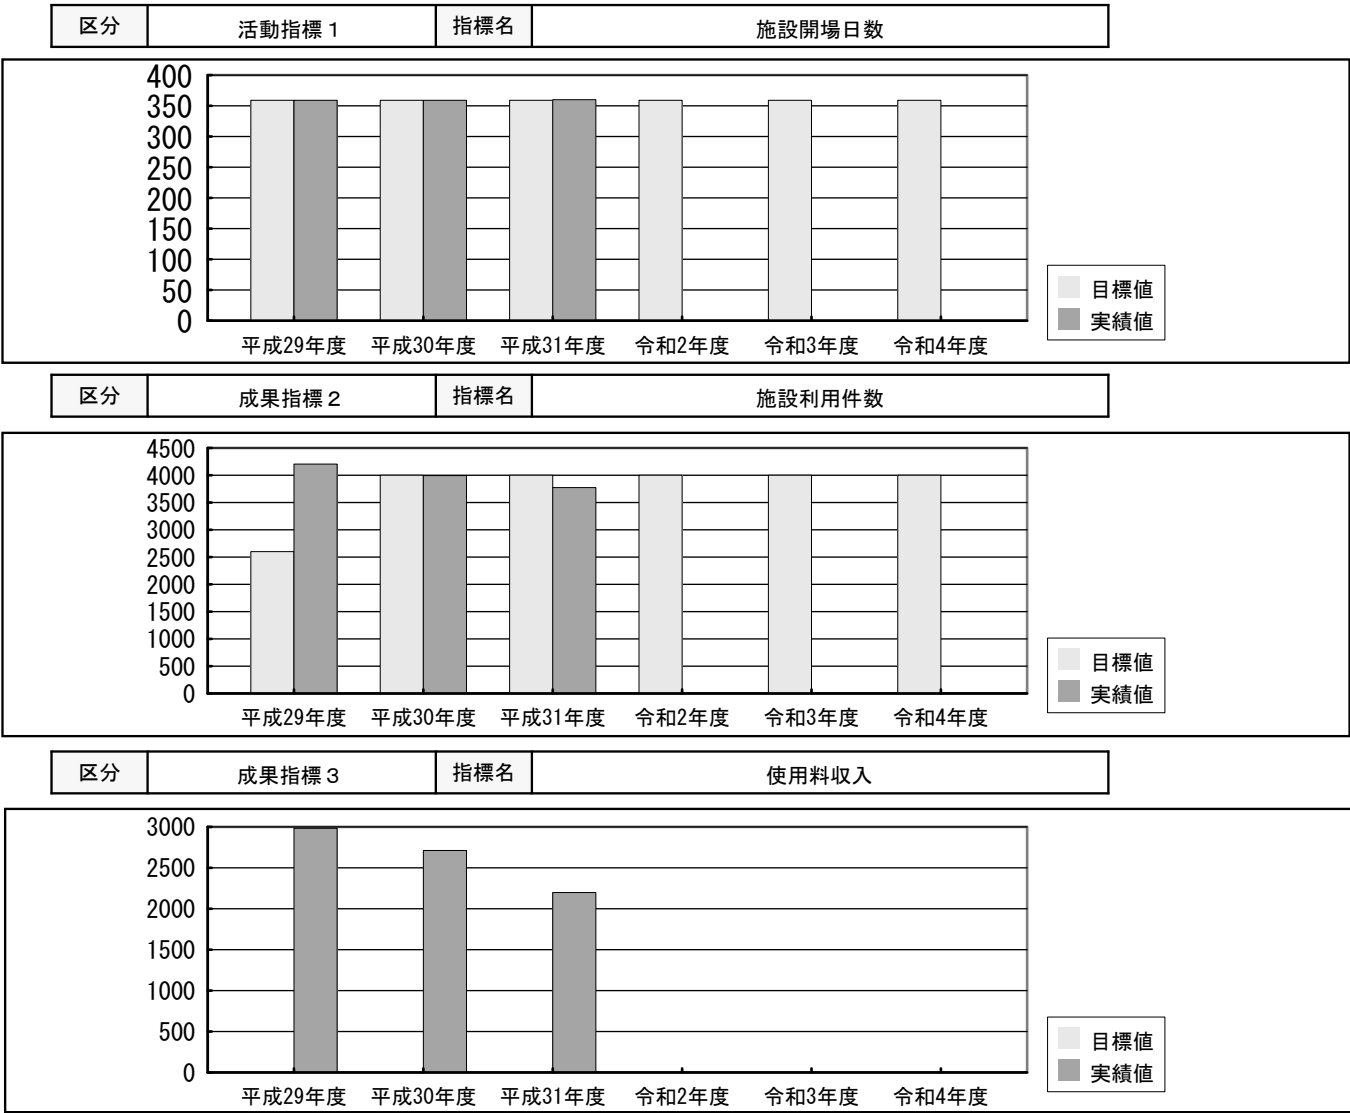 区分 活動指標１ 指標名 施設開場日数
400
350
300
250
200
150
100
50
0
平成29年度 平成30年度 平成31年度 令和2年度 令和3年度 令和4年度
目標値
実績値
区分 成果指標２ 指標名 施設利用件数
4500
4000
3500
3000
2500
2000
1500
1000
500
0
平成29年度 平成30年度 平成31年度 令和2年度 令和3年度 令和4年度
目標値
実績値
区分 成果指標３ 指標名 使用料収入
3000
2500
2000
1500
1000
500
0
平成29年度 平成30年度 平成31年度 令和2年度 令和3年度 令和4年度
目標値
実績値